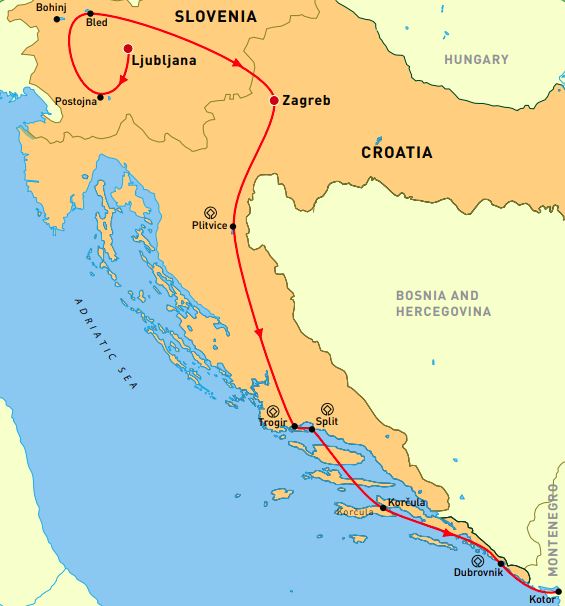 Bohinj
Bled
SLOVENIA
Ljubljana
HUNGARY
Postojna
Zagreb
CROATIA
Plitvice
BOSNIA AND
HERCEGOVINA
ADRIATIC SEA
Trogir
Split
Korčula
Korcula
MONTENEGRO
Dubrovnik
Kotor